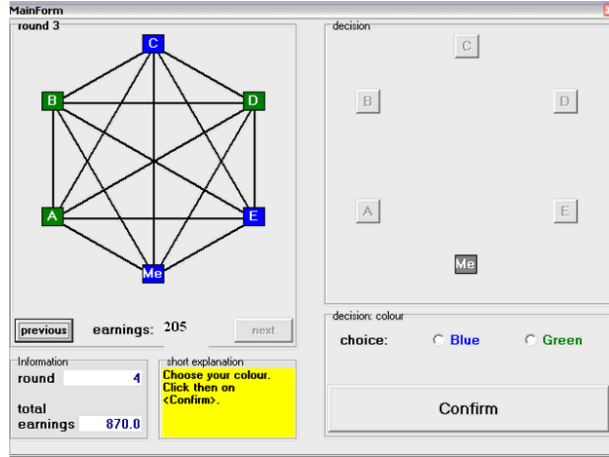 MainForm
round 3
C
B
D
A
E
Me
previous
earnings: 205
next
Information
round 4
total
earnings 870.0
short explanation
Choose your colour.
Click then on
<Confirm>.
decision
C
B
D
A
E
Me
decision: colour
choice: Blue Green
Confirm